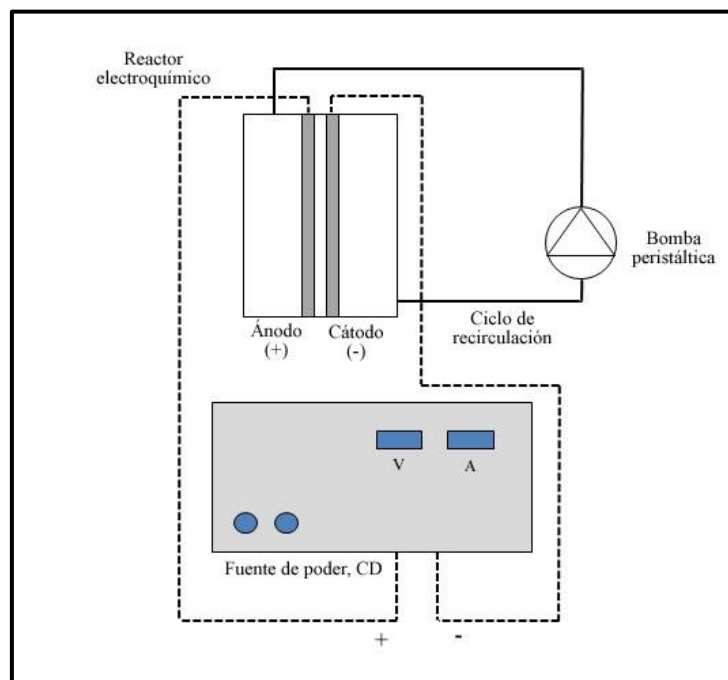 Reactor
electroquímico
Bomba
peristáltica
Ciclo de
recirculación
Ánodo
(+)
Cátodo
(-)
V
A
Fuente de poder, CD
+
-